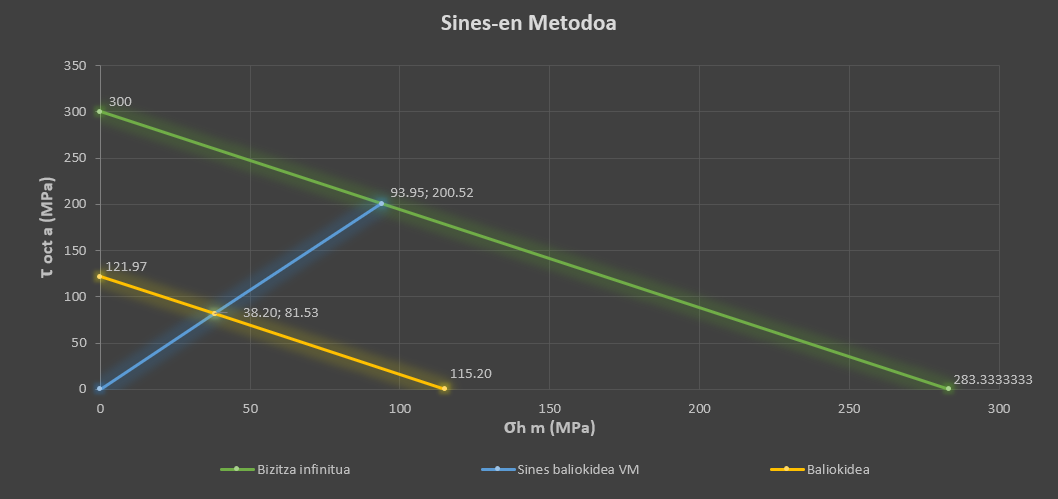 Sines-en Metodoa
350
300
250
200
150
100
50
0
τ oct a (MPa)
300
93.95; 200.52
121.97
38.20; 81.53
115.20
283.3333333
0 50 100 150 200 250 300
σh m (MPa)
Bizitza infinitua Sines baliokidea VM Baliokidea